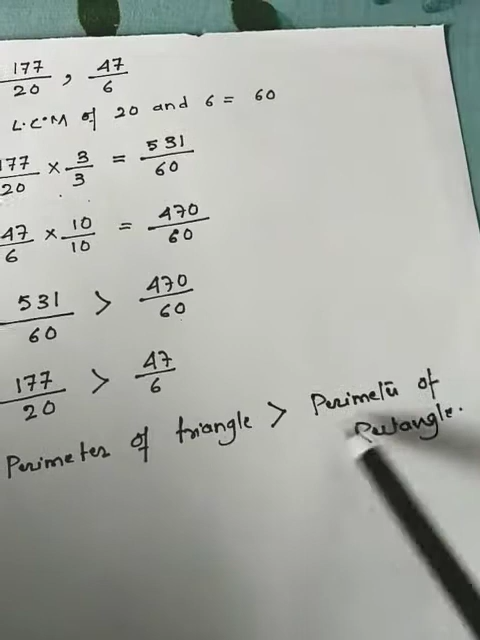 177/20 , 47/6
L.C.M of 20 and 6 = 60
177/20 × 3/3 = 531/60
47/6 × 10/10 = 470/60
531/60 > 470/60
177/20 > 47/6
Perimeter of triangle > Perimeter of
Rectangle.